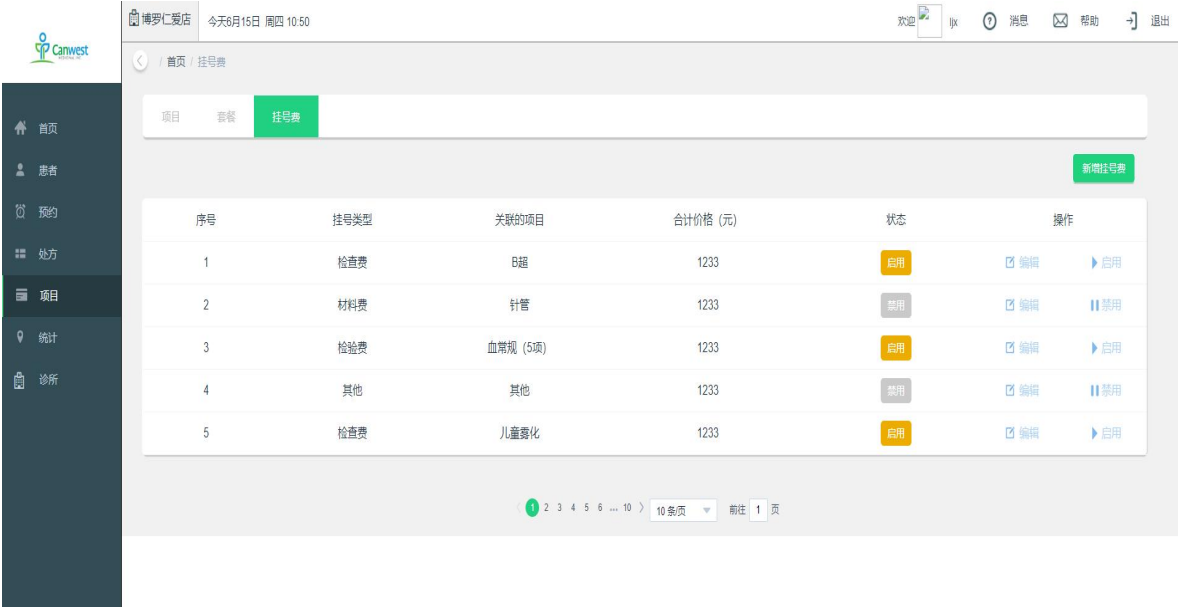 博罗仁爱店 今天6月15日 周四 10:50 欢迎 ljx 消息 帮助 退出
Canwest
/ 首页 / 挂号费
项目 套餐 挂号费
首页
患者
预约
处方
项目
统计
诊所
新增挂号费
序号 挂号类型 关联的项目 合计价格 (元) 状态 操作
1 检查费 B超 1233 启用 编辑 启用
2 材料费 针管 1233 禁用 编辑 禁用
3 检验费 血常规 (5项) 1233 启用 编辑 启用
4 其他 其他 1233 禁用 编辑 禁用
5 检查费 儿童雾化 1233 启用 编辑 启用
1 2 3 4 5 6 ... 10 10 条/页 前往 1 页